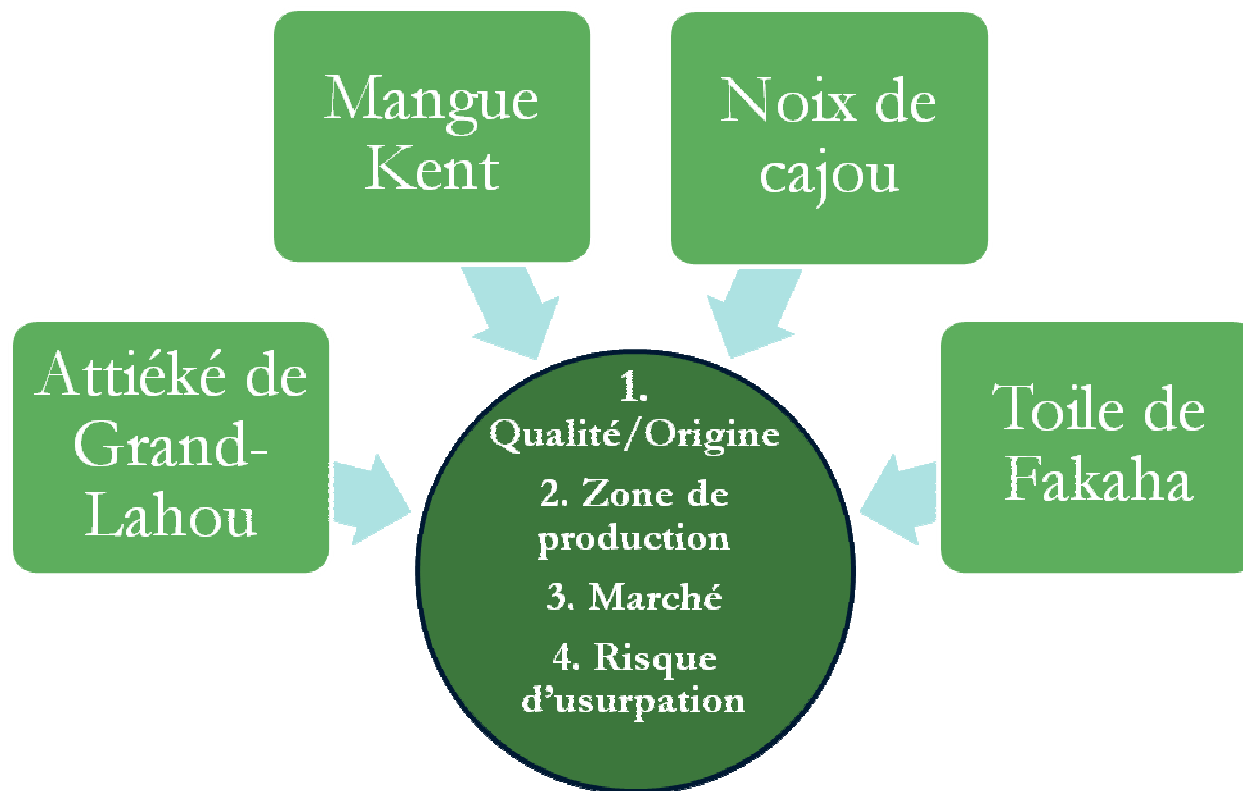 Mangue
Kent
Noix de
cajou
Attiéké de
Grand-
Lahou
1.
Qualité/Origine
2. Zone de
production
3. Marché
4. Risque
d’usurpation
Toile de
Fakaha